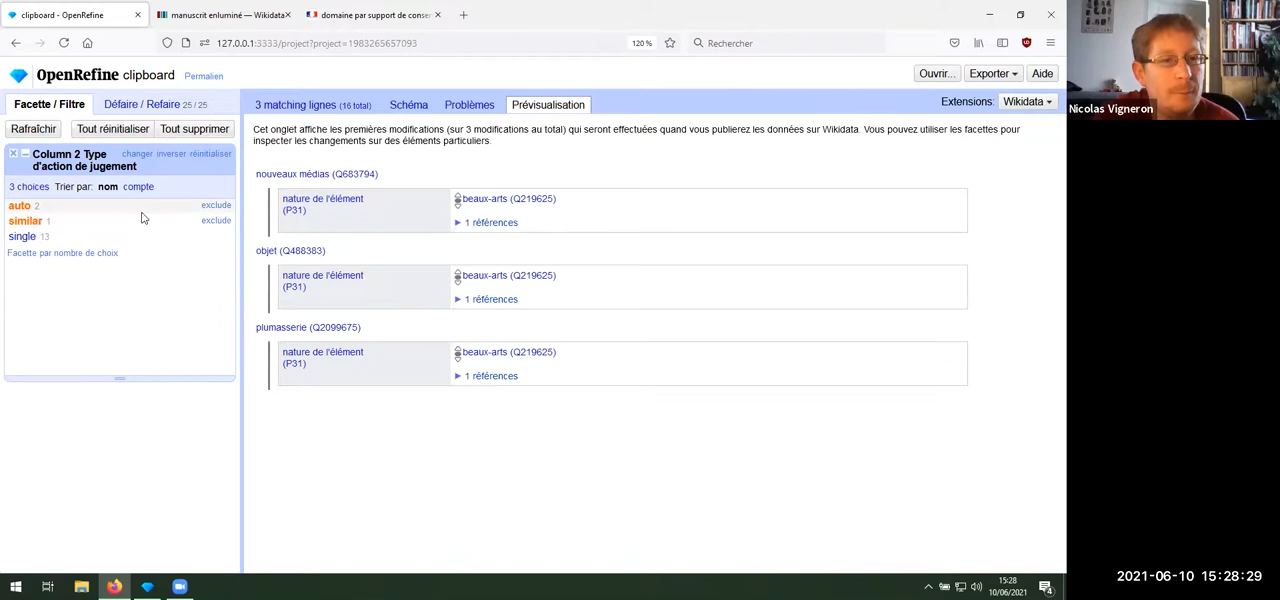 clipboard - OpenRefine
manuscrit enluminé — Wikidata
domaine par support de conser
127.0.0.1:3333/project?project=1983265657093
120 %
Rechercher
OpenRefine clipboard Permalien
Ouvrir... Exporter Aide
Facette / Filtre Défaire / Refaire 25 / 25
3 matching lignes (16 total) Schéma Problèmes Prévisualisation
Extensions: Wikidata
Rafraîchir Tout réinitialiser Tout supprimer
Column 2 Type d'action de jugement
changer inverser réinitialiser
3 choices Trier par: nom compte
auto 2 exclude
similar 1 exclude
single 13
Facette par nombre de choix
Cet onglet affiche les premières modifications (sur 3 modifications au total) qui seront effectuées quand vous publierez les données sur Wikidata. Vous pouvez utiliser les facettes pour
inspecter les changements sur des éléments particuliers.
nouveaux médias (Q683794)
nature de l'élément
(P31)
beaux-arts (Q219625)
1 références
objet (Q488383)
nature de l'élément
(P31)
beaux-arts (Q219625)
1 références
plumasserie (Q2099675)
nature de l'élément
(P31)
beaux-arts (Q219625)
1 références
Nicolas Vigneron
2021-06-10 15:28:29
15:28
10/06/2021
4